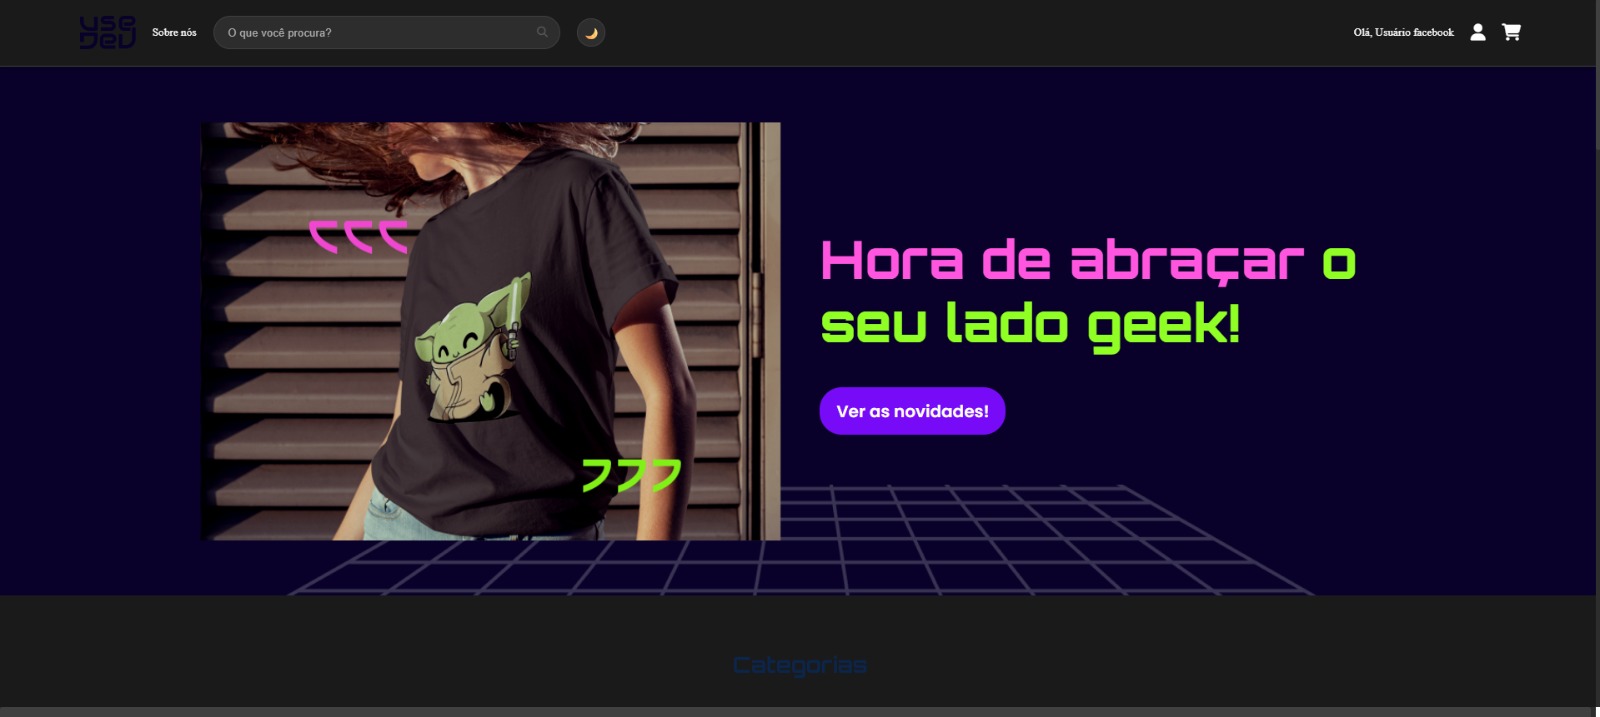 use
Dev
Sobre nós
O que você procura?
Olá, Usuário facebook
Hora de abraçar o
seu lado geek!
Ver as novidades!
Categorias